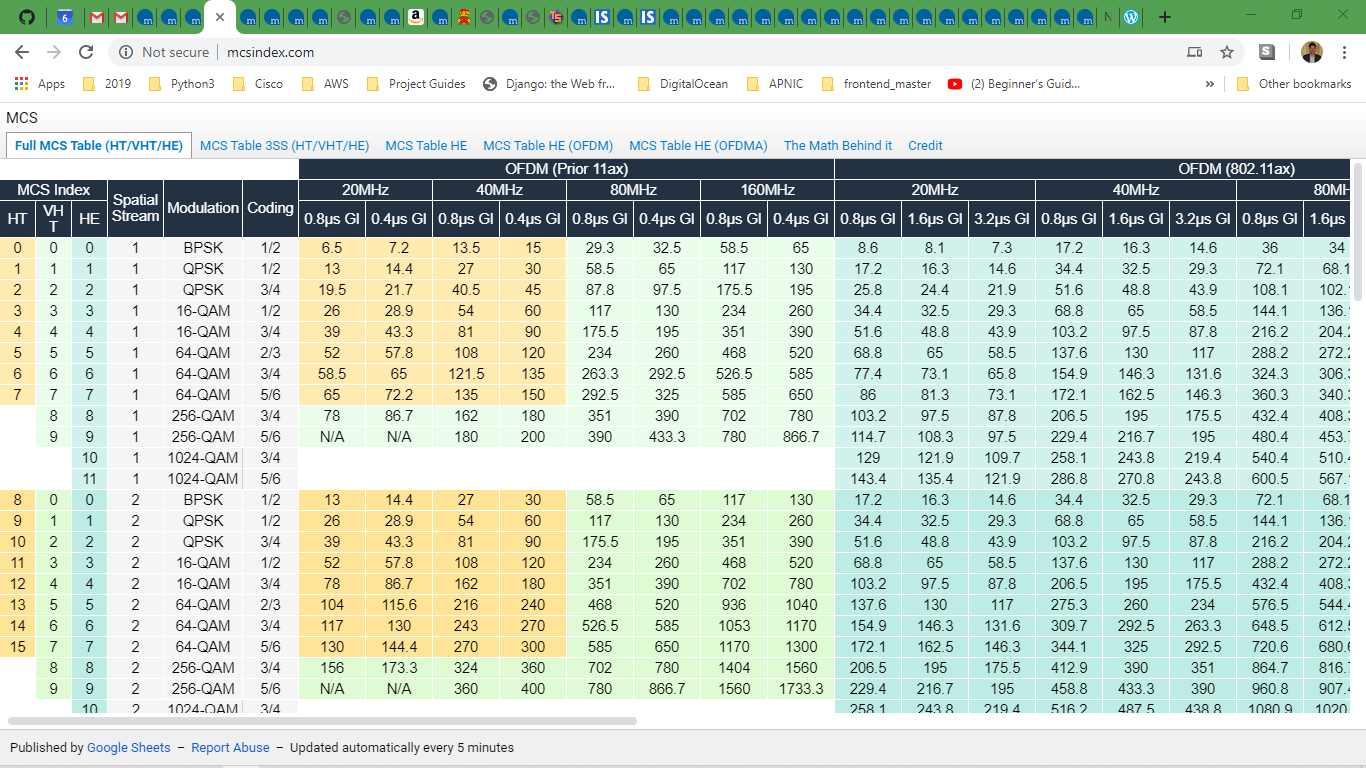 6
Not secure | mcsindex.com
Apps 2019 Python3 Cisco AWS Project Guides Django: the Web fr... DigitalOcean APNIC frontend_master (2) Beginner's Guid... » Other bookmarks
MCS
Full MCS Table (HT/VHT/HE) MCS Table 3SS (HT/VHT/HE) MCS Table HE MCS Table HE (OFDM) MCS Table HE (OFDMA) The Math Behind it Credit
OFDM (Prior 11ax) OFDM (802.11ax)
MCS Index Spatial Stream Modulation Coding 20MHz 40MHz 80MHz 160MHz 20MHz 40MHz 80MH
HT VHT HE 0.8µs GI 0.4µs GI 0.8µs GI 0.4µs GI 0.8µs GI 0.4µs GI 0.8µs GI 0.4µs GI 0.8µs GI 1.6µs GI 3.2µs GI 0.8µs GI 1.6µs GI 3.2µs GI 0.8µs GI 1.6µs
0 0 0 1 BPSK 1/2 6.5 7.2 13.5 15 29.3 32.5 58.5 65 8.6 8.1 7.3 17.2 16.3 14.6 36 34
1 1 1 1 QPSK 1/2 13 14.4 27 30 58.5 65 117 130 17.2 16.3 14.6 34.4 32.5 29.3 72.1 68.1
2 2 2 1 QPSK 3/4 19.5 21.7 40.5 45 87.8 97.5 175.5 195 25.8 24.4 21.9 51.6 48.8 43.9 108.1 102.
3 3 3 1 16-QAM 1/2 26 28.9 54 60 117 130 234 260 34.4 32.5 29.3 68.8 65 58.5 144.1 136.
4 4 4 1 16-QAM 3/4 39 43.3 81 90 175.5 195 351 390 51.6 48.8 43.9 103.2 97.5 87.8 216.2 204.
5 5 5 1 64-QAM 2/3 52 57.8 108 120 234 260 468 520 68.8 65 58.5 137.6 130 117 288.2 272.
6 6 6 1 64-QAM 3/4 58.5 65 121.5 135 263.3 292.5 526.5 585 77.4 73.1 65.8 154.9 146.3 131.6 324.3 306.
7 7 7 1 64-QAM 5/6 65 72.2 135 150 292.5 325 585 650 86 81.3 73.1 172.1 162.5 146.3 360.3 340.
8 8 1 256-QAM 3/4 78 86.7 162 180 351 390 702 780 103.2 97.5 87.8 206.5 195 175.5 432.4 408.
9 9 1 256-QAM 5/6 N/A N/A 180 200 390 433.3 780 866.7 114.7 108.3 97.5 229.4 216.7 195 480.4 453.
10 1 1024-QAM 3/4 129 121.9 109.7 258.1 243.8 219.4 540.4 510.
11 1 1024-QAM 5/6 143.4 135.4 121.9 286.8 270.8 243.8 600.5 567.
8 0 0 2 BPSK 1/2 13 14.4 27 30 58.5 65 117 130 17.2 16.3 14.6 34.4 32.5 29.3 72.1 68.1
9 1 1 2 QPSK 1/2 26 28.9 54 60 117 130 234 260 34.4 32.5 29.3 68.8 65 58.5 144.1 136.
10 2 2 2 QPSK 3/4 39 43.3 81 90 175.5 195 351 390 51.6 48.8 43.9 103.2 97.5 87.8 216.2 204.
11 3 3 2 16-QAM 1/2 52 57.8 108 120 234 260 468 520 68.8 65 58.5 137.6 130 117 288.2 272.
12 4 4 2 16-QAM 3/4 78 86.7 162 180 351 390 702 780 103.2 97.5 87.8 206.5 195 175.5 432.4 408.
13 5 5 2 64-QAM 2/3 104 115.6 216 240 468 520 936 1040 137.6 130 117 275.3 260 234 576.5 544.
14 6 6 2 64-QAM 3/4 117 130 243 270 526.5 585 1053 1170 154.9 146.3 131.6 309.7 292.5 263.3 648.5 612.
15 7 7 2 64-QAM 5/6 130 144.4 270 300 585 650 1170 1300 172.1 162.5 146.3 344.1 325 292.5 720.6 680.
8 8 2 256-QAM 3/4 156 173.3 324 360 702 780 1404 1560 206.5 195 175.5 412.9 390 351 864.7 816.
9 9 2 256-QAM 5/6 N/A N/A 360 400 780 866.7 1560 1733.3 229.4 216.7 195 458.8 433.3 390 960.8 907.
10 2 1024-QAM 3/4 258.1 243.8 219.4 516.2 487.5 438.8 1080.9 1020
Published by Google Sheets – Report Abuse – Updated automatically every 5 minutes